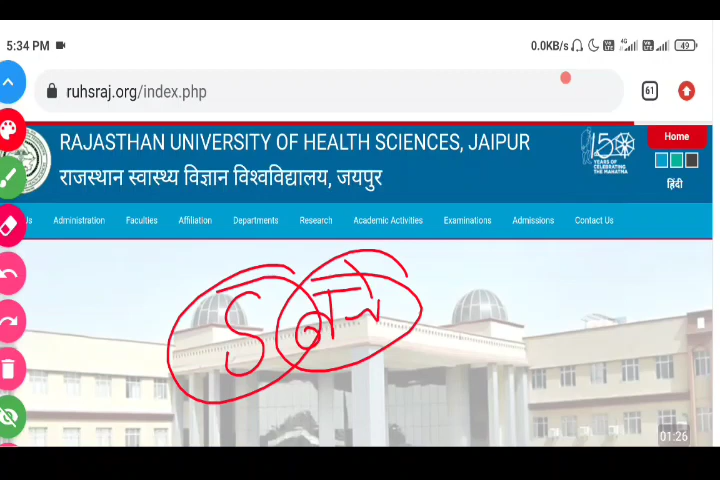 5:34 PM 0.0KB/s 4G 49
ruhsraj.org/index.php 61
RAJASTHAN UNIVERSITY OF HEALTH SCIENCES, JAIPUR
राजस्थान स्वास्थ्य विज्ञान विश्वविद्यालय, जयपुर
150
YEARS OF
CELEBRATING
THE MAHATMA
Home
हिंदी
Us Administration Faculties Affiliation Departments Research Academic Activities Examinations Admissions Contact Us
01:26